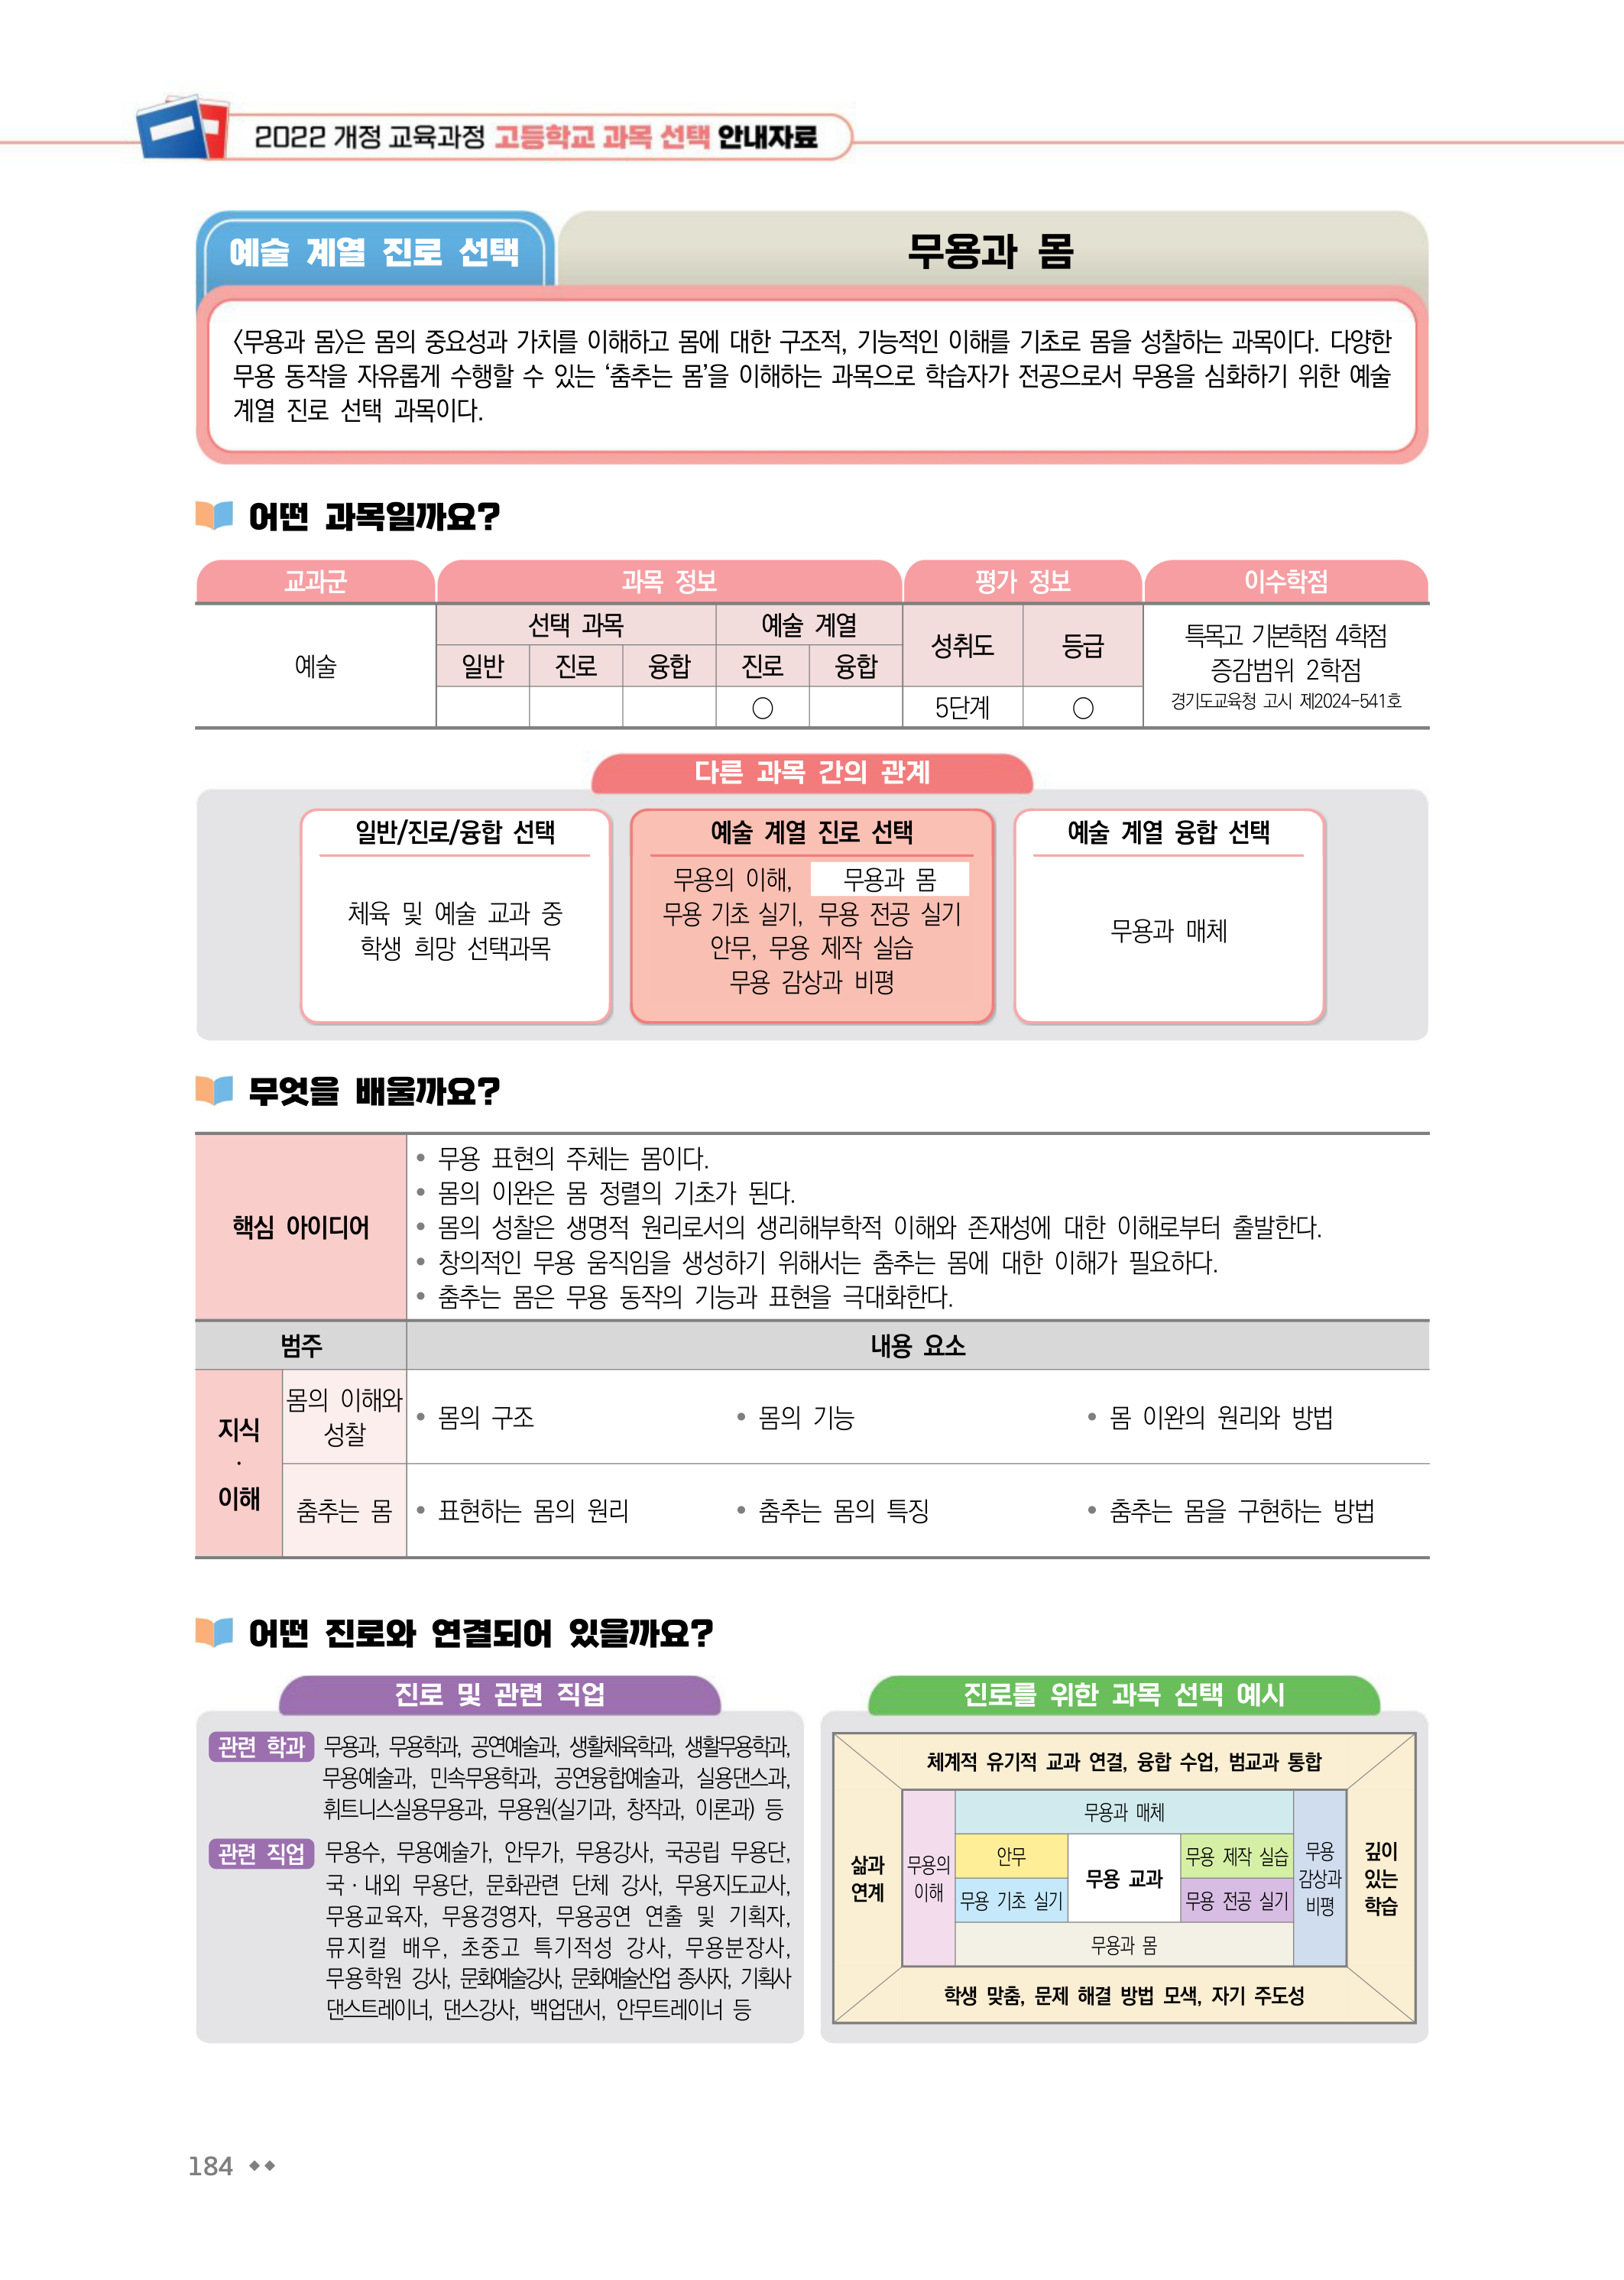 2022 개정 교육과정 고등학교 과목 선택 안내자료
예술 계열 진로 선택
무용과 몸
〈무용과 몸〉은 몸의 중요성과 가치를 이해하고 몸에 대한 구조적, 기능적인 이해를 기초로 몸을 성찰하는 과목이다. 다양한
무용 동작을 자유롭게 수행할 수 있는 ‘춤추는 몸’을 이해하는 과목으로 학습자가 전공으로서 무용을 심화하기 위한 예술
계열 진로 선택 과목이다.
어떤 과목일까요?
교과군 과목 정보 평가 정보 이수학점
선택 과목 예술 계열
성취도 등급
일반 진로 융합 진로 융합
예술
○ 5단계 ○
특목고 기본학점 4학점
증감범위 2학점
경기도교육청 고시 제2024-541호
다른 과목 간의 관계
일반/진로/융합 선택
체육 및 예술 교과 중
학생 희망 선택과목
예술 계열 진로 선택
무용의 이해, 무용과 몸
무용 기초 실기, 무용 전공 실기
안무, 무용 제작 실습
무용 감상과 비평
예술 계열 융합 선택
무용과 매체
무엇을 배울까요?
핵심 아이디어
• 무용 표현의 주체는 몸이다.
• 몸의 이완은 몸 정렬의 기초가 된다.
• 몸의 성찰은 생명적 원리로서의 생리해부학적 이해와 존재성에 대한 이해로부터 출발한다.
• 창의적인 무용 움직임을 생성하기 위해서는 춤추는 몸에 대한 이해가 필요하다.
• 춤추는 몸은 무용 동작의 기능과 표현을 극대화한다.
범주 내용 요소
지식
·
이해
몸의 이해와
성찰
• 몸의 구조 • 몸의 기능 • 몸 이완의 원리와 방법
춤추는 몸 • 표현하는 몸의 원리 • 춤추는 몸의 특징 • 춤추는 몸을 구현하는 방법
어떤 진로와 연결되어 있을까요?
진로 및 관련 직업
관련 학과 무용과, 무용학과, 공연예술과, 생활체육학과, 생활무용학과,
무용예술과, 민속무용학과, 공연융합예술과, 실용댄스과,
휘트니스실용무용과, 무용원(실기과, 창작과, 이론과) 등
관련 직업 무용수, 무용예술가, 안무가, 무용강사, 국공립 무용단,
국·내외 무용단, 문화관련 단체 강사, 무용지도교사,
무용교육자, 무용경영자, 무용공연 연출 및 기획자,
뮤지컬 배우, 초중고 특기적성 강사, 무용분장사,
무용학원 강사, 문화예술강사, 문화예술산업 종사자, 기획사
댄스트레이너, 댄스강사, 백업댄서, 안무트레이너 등
진로를 위한 과목 선택 예시
체계적 유기적 교과 연결, 융합 수업, 범교과 통합
삶과
연계
무용의
이해
무용과 매체
안무
무용 기초 실기
무용 교과
무용 제작 실습
무용 전공 실기
무용과 몸
무용
감상과
비평
깊이
있는
학습
학생 맞춤, 문제 해결 방법 모색, 자기 주도성
184